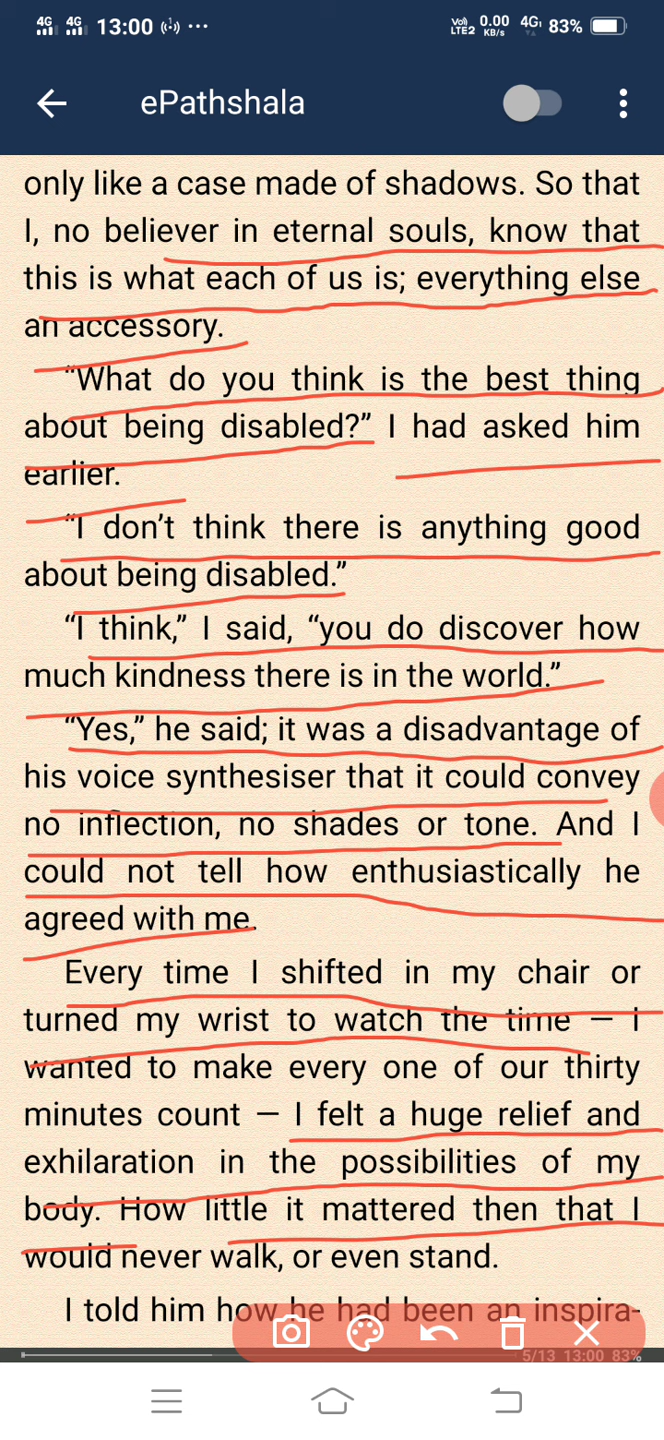 4G 4G 13:00 ... VoD LTE2 0.00 KB/s 4G 83%
ePathshala
only like a case made of shadows. So that
I, no believer in eternal souls, know that
this is what each of us is; everything else
an accessory.
“What do you think is the best thing
about being disabled?” I had asked him
earlier.
“I don’t think there is anything good
about being disabled.”
“I think,” I said, “you do discover how
much kindness there is in the world.”
“Yes,” he said; it was a disadvantage of
his voice synthesiser that it could convey
no inflection, no shades or tone. And I
could not tell how enthusiastically he
agreed with me.
Every time I shifted in my chair or
turned my wrist to watch the time — I
wanted to make every one of our thirty
minutes count — I felt a huge relief and
exhilaration in the possibilities of my
body. How little it mattered then that I
would never walk, or even stand.
I told him how he had been an inspira-
5/13 13:00 83%